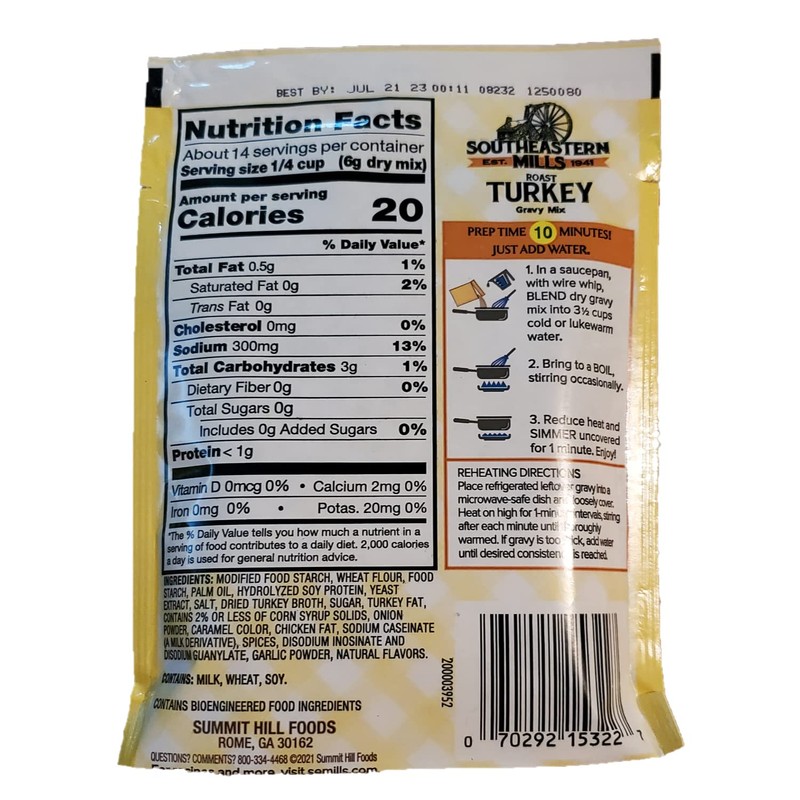 BEST BY: JUL 21 23 00:11 08232 1250080
Nutrition Facts
About 14 servings per container
Serving size 1/4 cup (6g dry mix)
Amount per serving
Calories 20
% Daily Value*
Total Fat 0.5g 1%
Saturated Fat 0g 2%
Trans Fat 0g
Cholesterol 0mg 0%
Sodium 300mg 13%
Total Carbohydrates 3g 1%
Dietary Fiber 0g 0%
Total Sugars 0g
Includes 0g Added Sugars 0%
Protein < 1g
Vitamin D 0mcg 0% • Calcium 2mg 0%
Iron 0mg 0% • Potas. 20mg 0%
*The % Daily Value tells you how much a nutrient in a
serving of food contributes to a daily diet. 2,000 calories
a day is used for general nutrition advice.
INGREDIENTS: MODIFIED FOOD STARCH, WHEAT FLOUR, FOOD
STARCH, PALM OIL, HYDROLYZED SOY PROTEIN, YEAST
EXTRACT, SALT, DRIED TURKEY BROTH, SUGAR, TURKEY FAT,
CONTAINS 2% OR LESS OF CORN SYRUP SOLIDS, ONION
POWDER, CARAMEL COLOR, CHICKEN FAT, SODIUM CASEINATE
(A MILK DERIVATIVE), SPICES, DISODIUM INOSINATE AND
DISODIUM GUANYLATE, GARLIC POWDER, NATURAL FLAVORS.
CONTAINS: MILK, WHEAT, SOY.
CONTAINS BIOENGINEERED FOOD INGREDIENTS
SUMMIT HILL FOODS
ROME, GA 30162
QUESTIONS? COMMENTS? 800-334-4468 ©2021 Summit Hill Foods
and more, visit semills.com
SOUTHEASTERN
EST. MILLS 1941
ROAST
TURKEY
Gravy Mix
PREP TIME 10 MINUTES!
JUST ADD WATER.
1. In a saucepan,
with wire whip,
BLEND dry gravy
mix into 3½ cups
cold or lukewarm
water.
2. Bring to a BOIL,
stirring occasionally.
3. Reduce heat and
SIMMER uncovered
for 1 minute. Enjoy!
REHEATING DIRECTIONS
Place refrigerated leftover gravy into a
microwave-safe dish and loosely cover.
Heat on high for 1-minute intervals, stirring
after each minute until thoroughly
warmed. If gravy is too thick, add water
until desired consistency is reached.
200003952
0 70292 15322 7